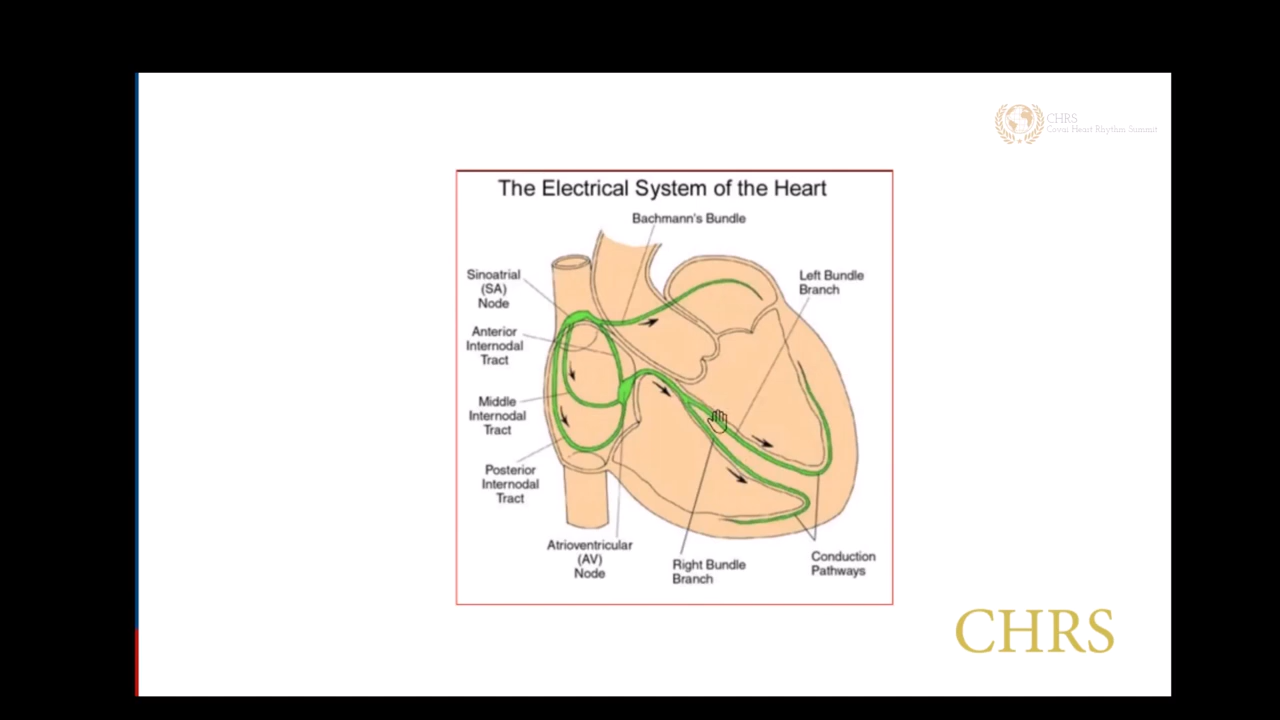 CHRS
Covai Heart Rhythm Summit
The Electrical System of the Heart
Bachmann's Bundle
Sinoatrial
(SA)
Node
Left Bundle
Branch
Anterior
Internodal
Tract
Middle
Internodal
Tract
Posterior
Internodal
Tract
Atrioventricular
(AV)
Node
Right Bundle
Branch
Conduction
Pathways
CHRS